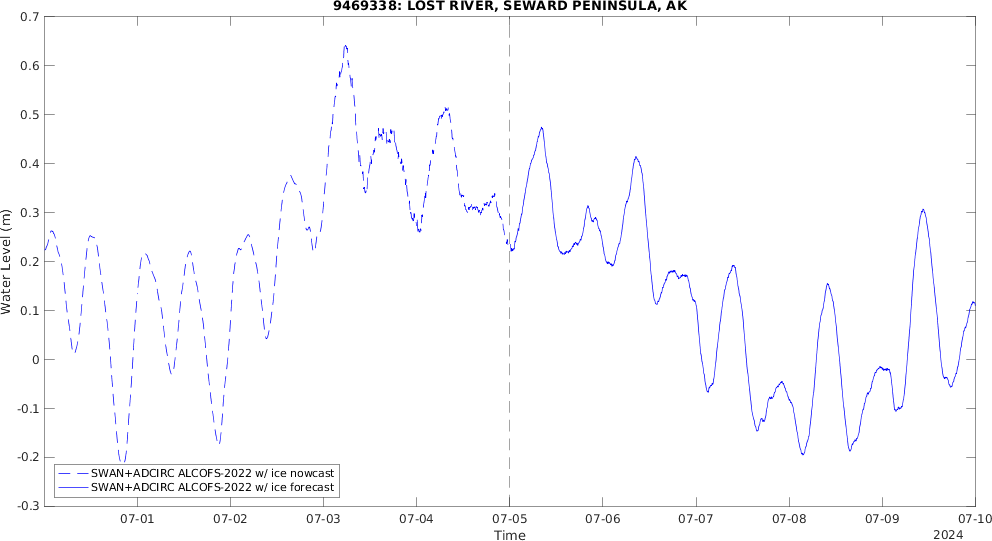 9469338: LOST RIVER, SEWARD PENINSULA, AK
Water Level (m)
0.7
0.6
0.5
0.4
0.3
0.2
0.1
0
-0.1
-0.2
-0.3
SWAN+ADCIRC ALCOFS-2022 w/ ice nowcast
SWAN+ADCIRC ALCOFS-2022 w/ ice forecast
07-01 07-02 07-03 07-04 07-05 07-06 07-07 07-08 07-09 07-10
Time
2024